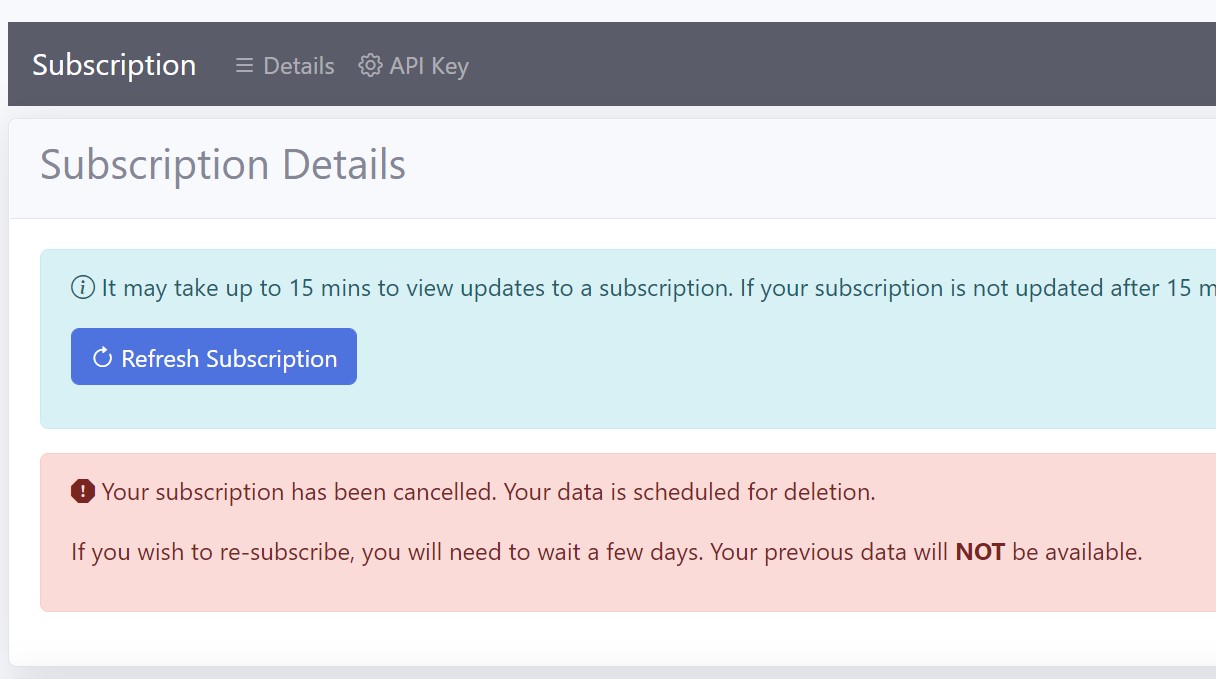 Subscription Details API Key
Subscription Details
It may take up to 15 mins to view updates to a subscription. If your subscription is not updated after 15 m
Refresh Subscription
Your subscription has been cancelled. Your data is scheduled for deletion.
If you wish to re-subscribe, you will need to wait a few days. Your previous data will NOT be available.